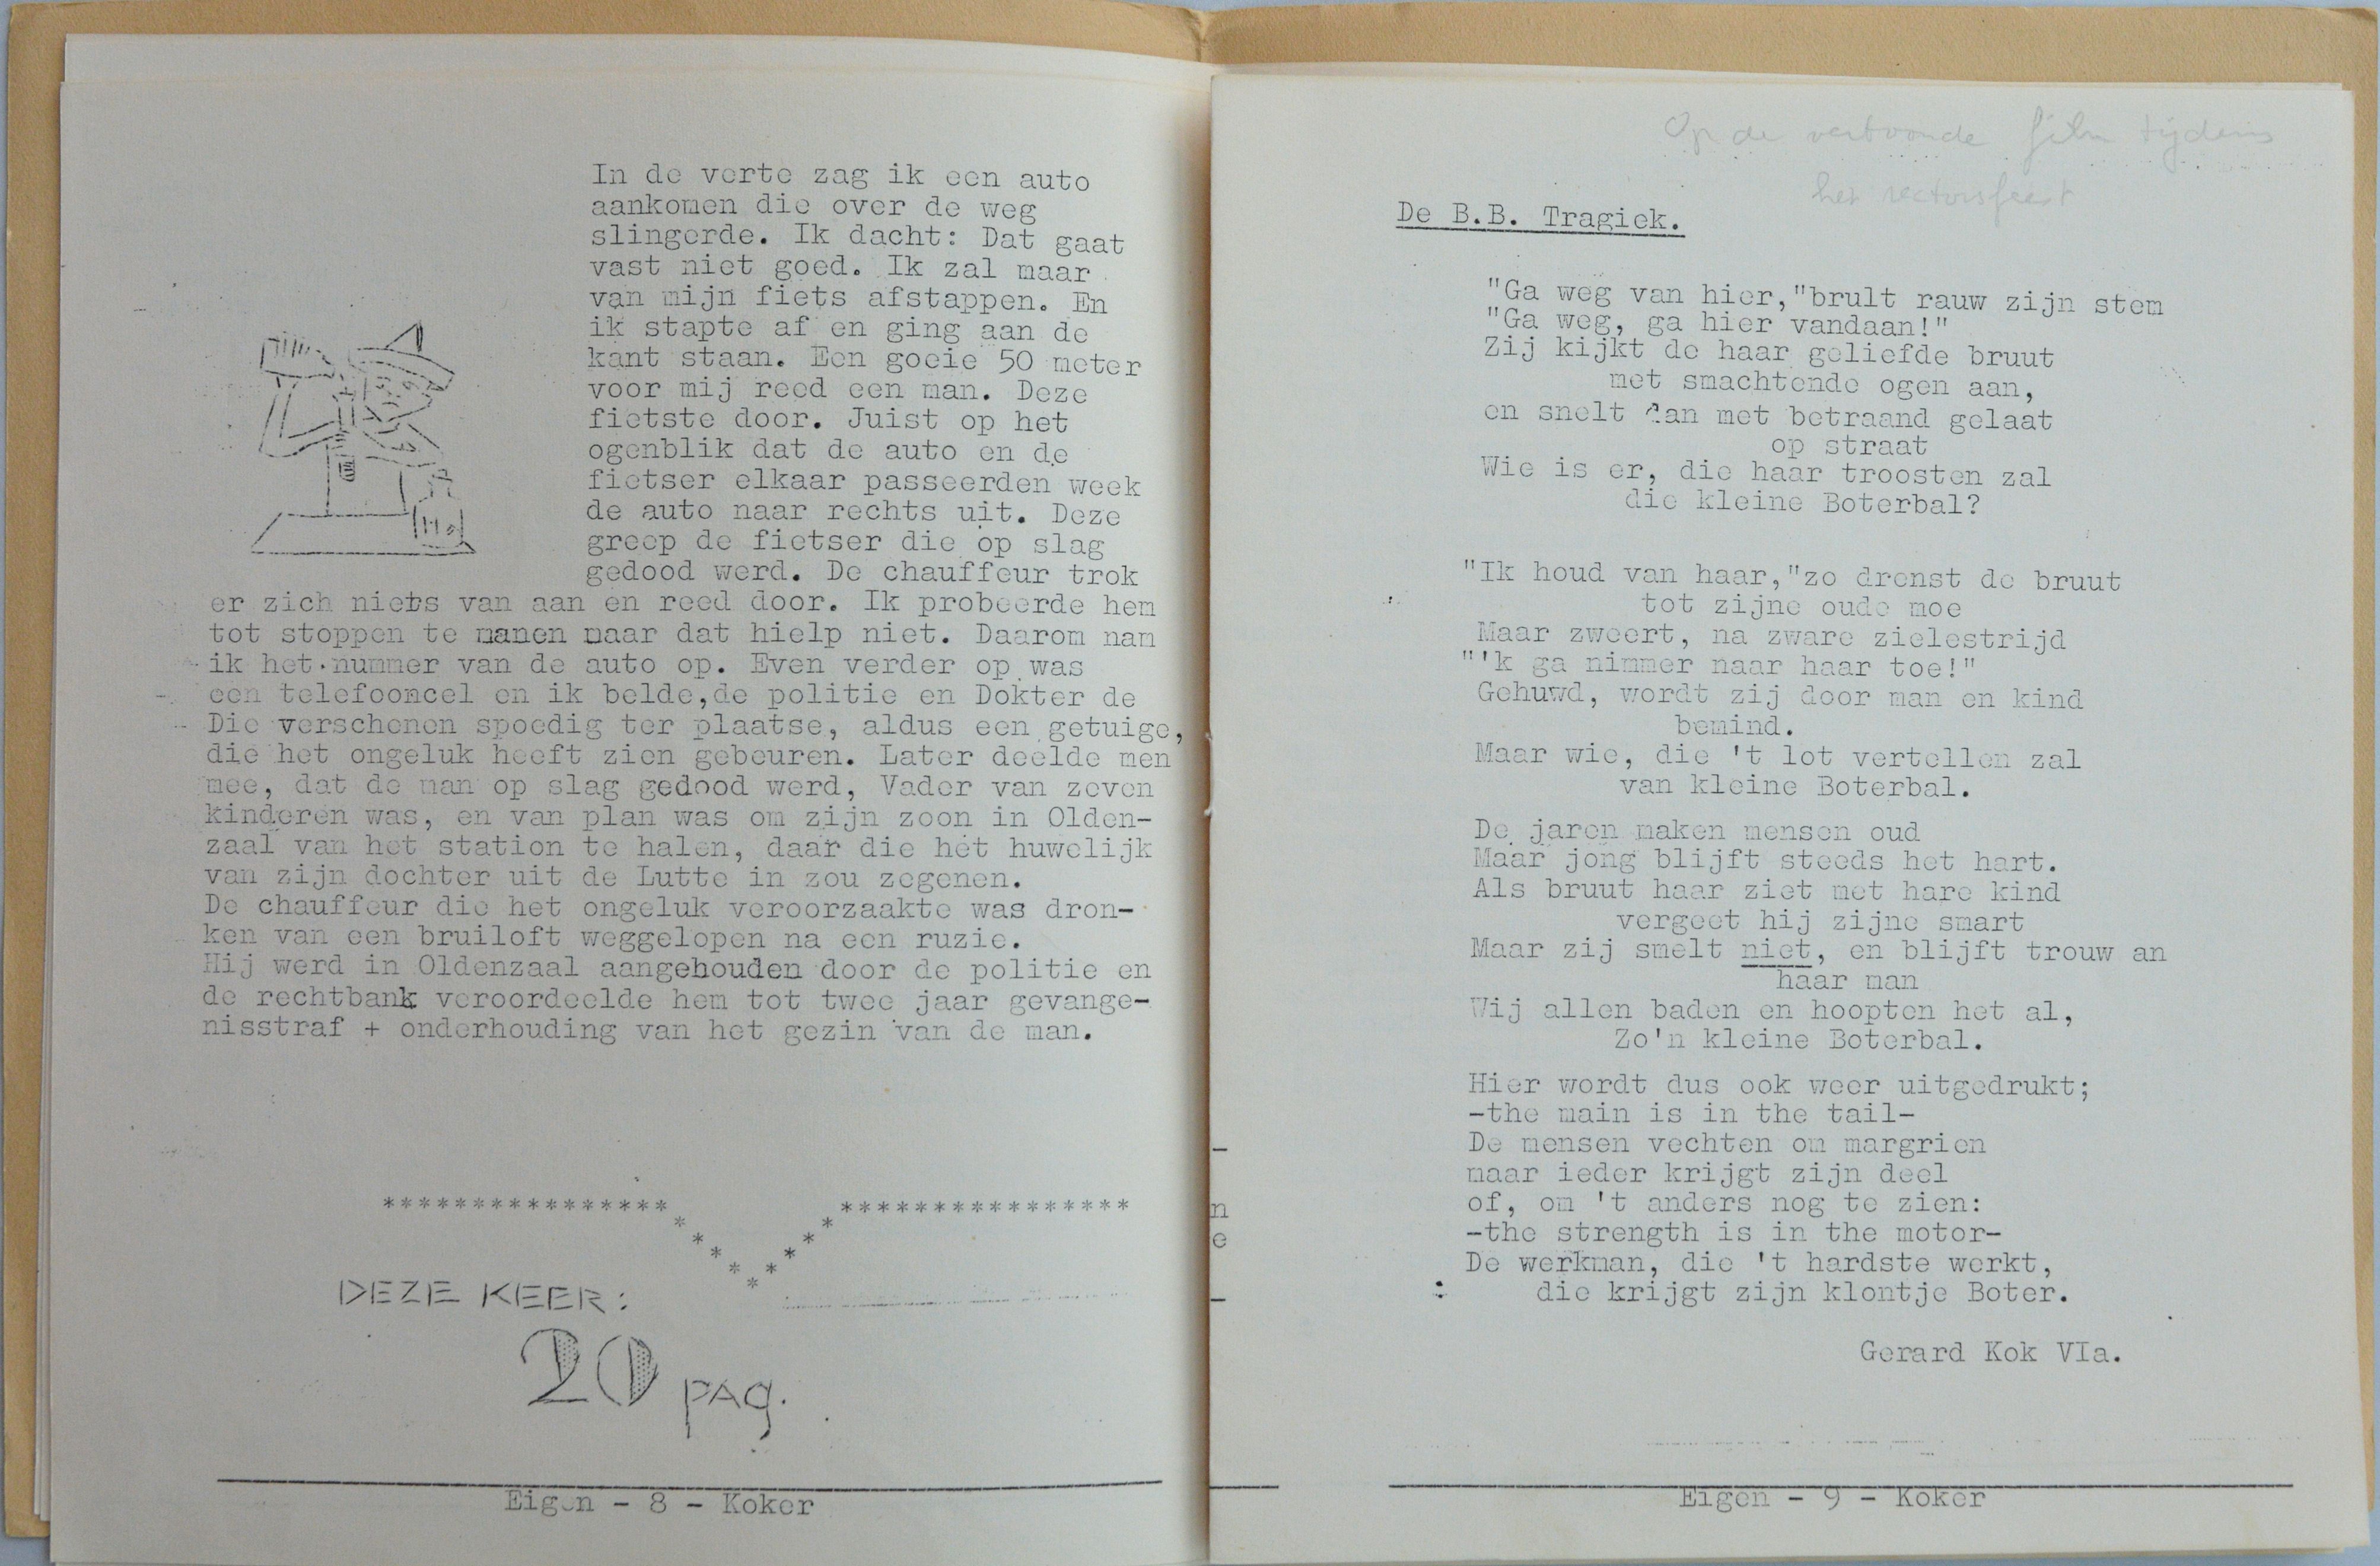 In de verte zag ik een auto
aankomen die over de weg
slingerde. Ik dacht: Dat gaat
vast niet goed. Ik zal maar
van mijn fiets afstappen. En
ik stapte af en ging aan de
kant staan. Een goeie 50 meter
voor mij reed een man. Deze
fietste door. Juist op het
ogenblik dat de auto en de
fietser elkaar passeerden week
de auto naar rechts uit. Deze
greep de fietser die op slag
gedood werd. De chauffeur trok
er zich niets van aan en reed door. Ik probeerde hem
tot stoppen te manen maar dat hielp niet. Daarom nam
ik het nummer van de auto op. Even verder op was
een telefooncel en ik belde,de politie en Dokter de
Die verschenen spoedig ter plaatse, aldus een getuige,
die het ongeluk heeft zien gebeuren. Later deelde men
mee, dat de man op slag gedood werd, Vader van zeven
kinderen was, en van plan was om zijn zoon in Olden-
zaal van het station te halen, daar die het huwelijk
van zijn dochter uit de Lutte in zou zegenen.
De chauffeur die het ongeluk veroorzaakte was dron-
ken van een bruiloft weggelopen na een ruzie.
Hij werd in Oldenzaal aangehouden door de politie en
de rechtbank veroordeelde hem tot twee jaar gevange-
nisstraf + onderhouding van het gezin van de man.
DEZE KEER:
20 PAG.
Eigen - 8 - Koker
Op de vertoonde film tijdens
het rectorsfeest
De B.B. Tragiek.
"Ga weg van hier,"brult rauw zijn stem
"Ga weg, ga hier vandaan!"
Zij kijkt de haar geliefde bruut
met smachtende ogen aan,
en snelt dan met betraand gelaat
op straat
Wie is er, die haar troosten zal
die kleine Boterbal?
"Ik houd van haar,"zo drenst de bruut
tot zijne oude moe
Maar zweert, na zware zielestrijd
"'k ga nimmer naar haar toe!"
Gehuwd, wordt zij door man en kind
bemind.
Maar wie, die 't lot vertellen zal
van kleine Boterbal.
De jaren maken mensen oud
Maar jong blijft steeds het hart.
Als bruut haar ziet met hare kind
vergeet hij zijne smart
Maar zij smelt niet, en blijft trouw an
haar man
Wij allen baden en hoopten het al,
Zo'n kleine Boterbal.
Hier wordt dus ook weer uitgedrukt;
-the main is in the tail-
De mensen vechten om margrien
maar ieder krijgt zijn deel
of, om 't anders nog te zien:
-the strength is in the motor-
De werkman, die 't hardste werkt,
die krijgt zijn klontje Boter.
Gerard Kok VIa.
Eigen - 9 - Koker